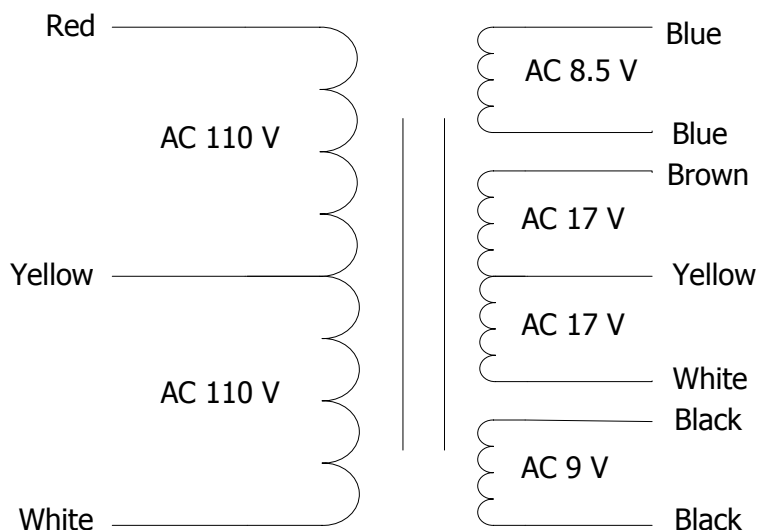 Red
AC 110 V
Yellow
AC 110 V
White
Blue
AC 8.5 V
Blue
Brown
AC 17 V
Yellow
AC 17 V
White
Black
AC 9 V
Black